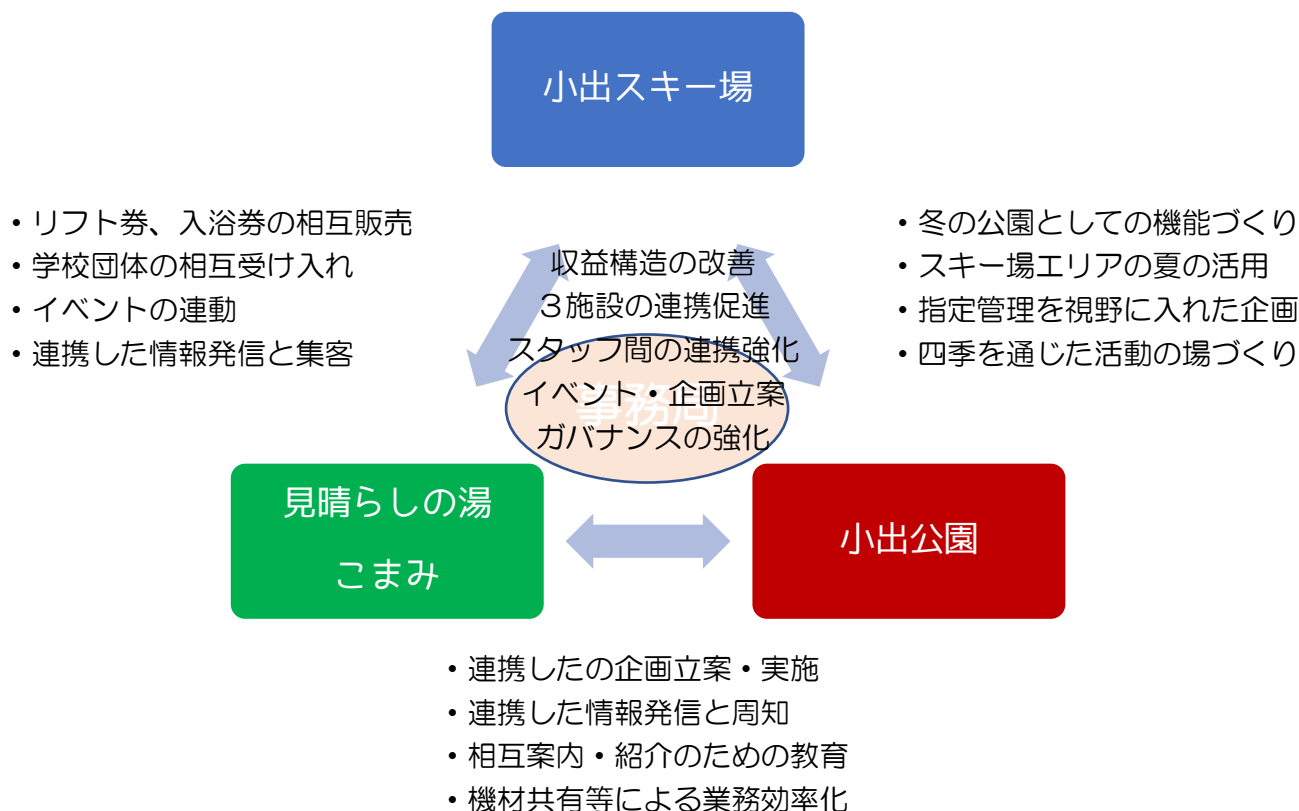 小出スキー場
・リフト券、入浴券の相互販売
・学校団体の相互受け入れ
・イベントの連動
・連携した情報発信と集客
収益構造の改善
３施設の連携促進
スタッフ間の連携強化
イベント・企画立案
ガバナンスの強化
事務局
・冬の公園としての機能づくり
・スキー場エリアの夏の活用
・指定管理を視野に入れた企画
・四季を通じた活動の場づくり
見晴らしの湯
こまみ
小出公園
・連携したの企画立案・実施
・連携した情報発信と周知
・相互案内・紹介のための教育
・機材共有等による業務効率化